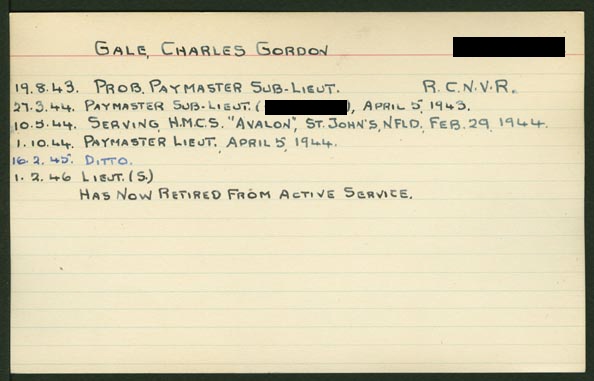 GALE, CHARLES GORDON
19.8.43. PROB. PAYMASTER SUB-LIEUT. R.C.N.V.R.
27.3.44. PAYMASTER SUB-LIEUT. ( ), APRIL 5, 1943.
10.5.44. SERVING, H.M.C.S. "AVALON", ST. JOHN'S, NFLD, FEB. 29, 1944.
1.10.44. PAYMASTER LIEUT., APRIL 5, 1944.
16.2.45. DITTO.
1.2.46 LIEUT. (S.)
HAS NOW RETIRED FROM ACTIVE SERVICE.